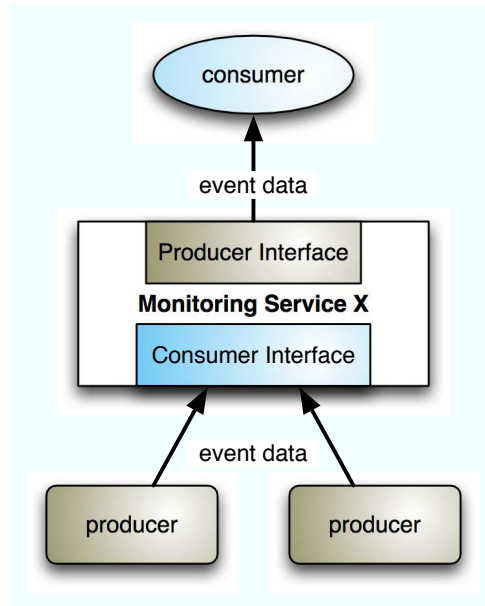 consumer
event data
Producer Interface
Monitoring Service X
Consumer Interface
event data
producer
producer